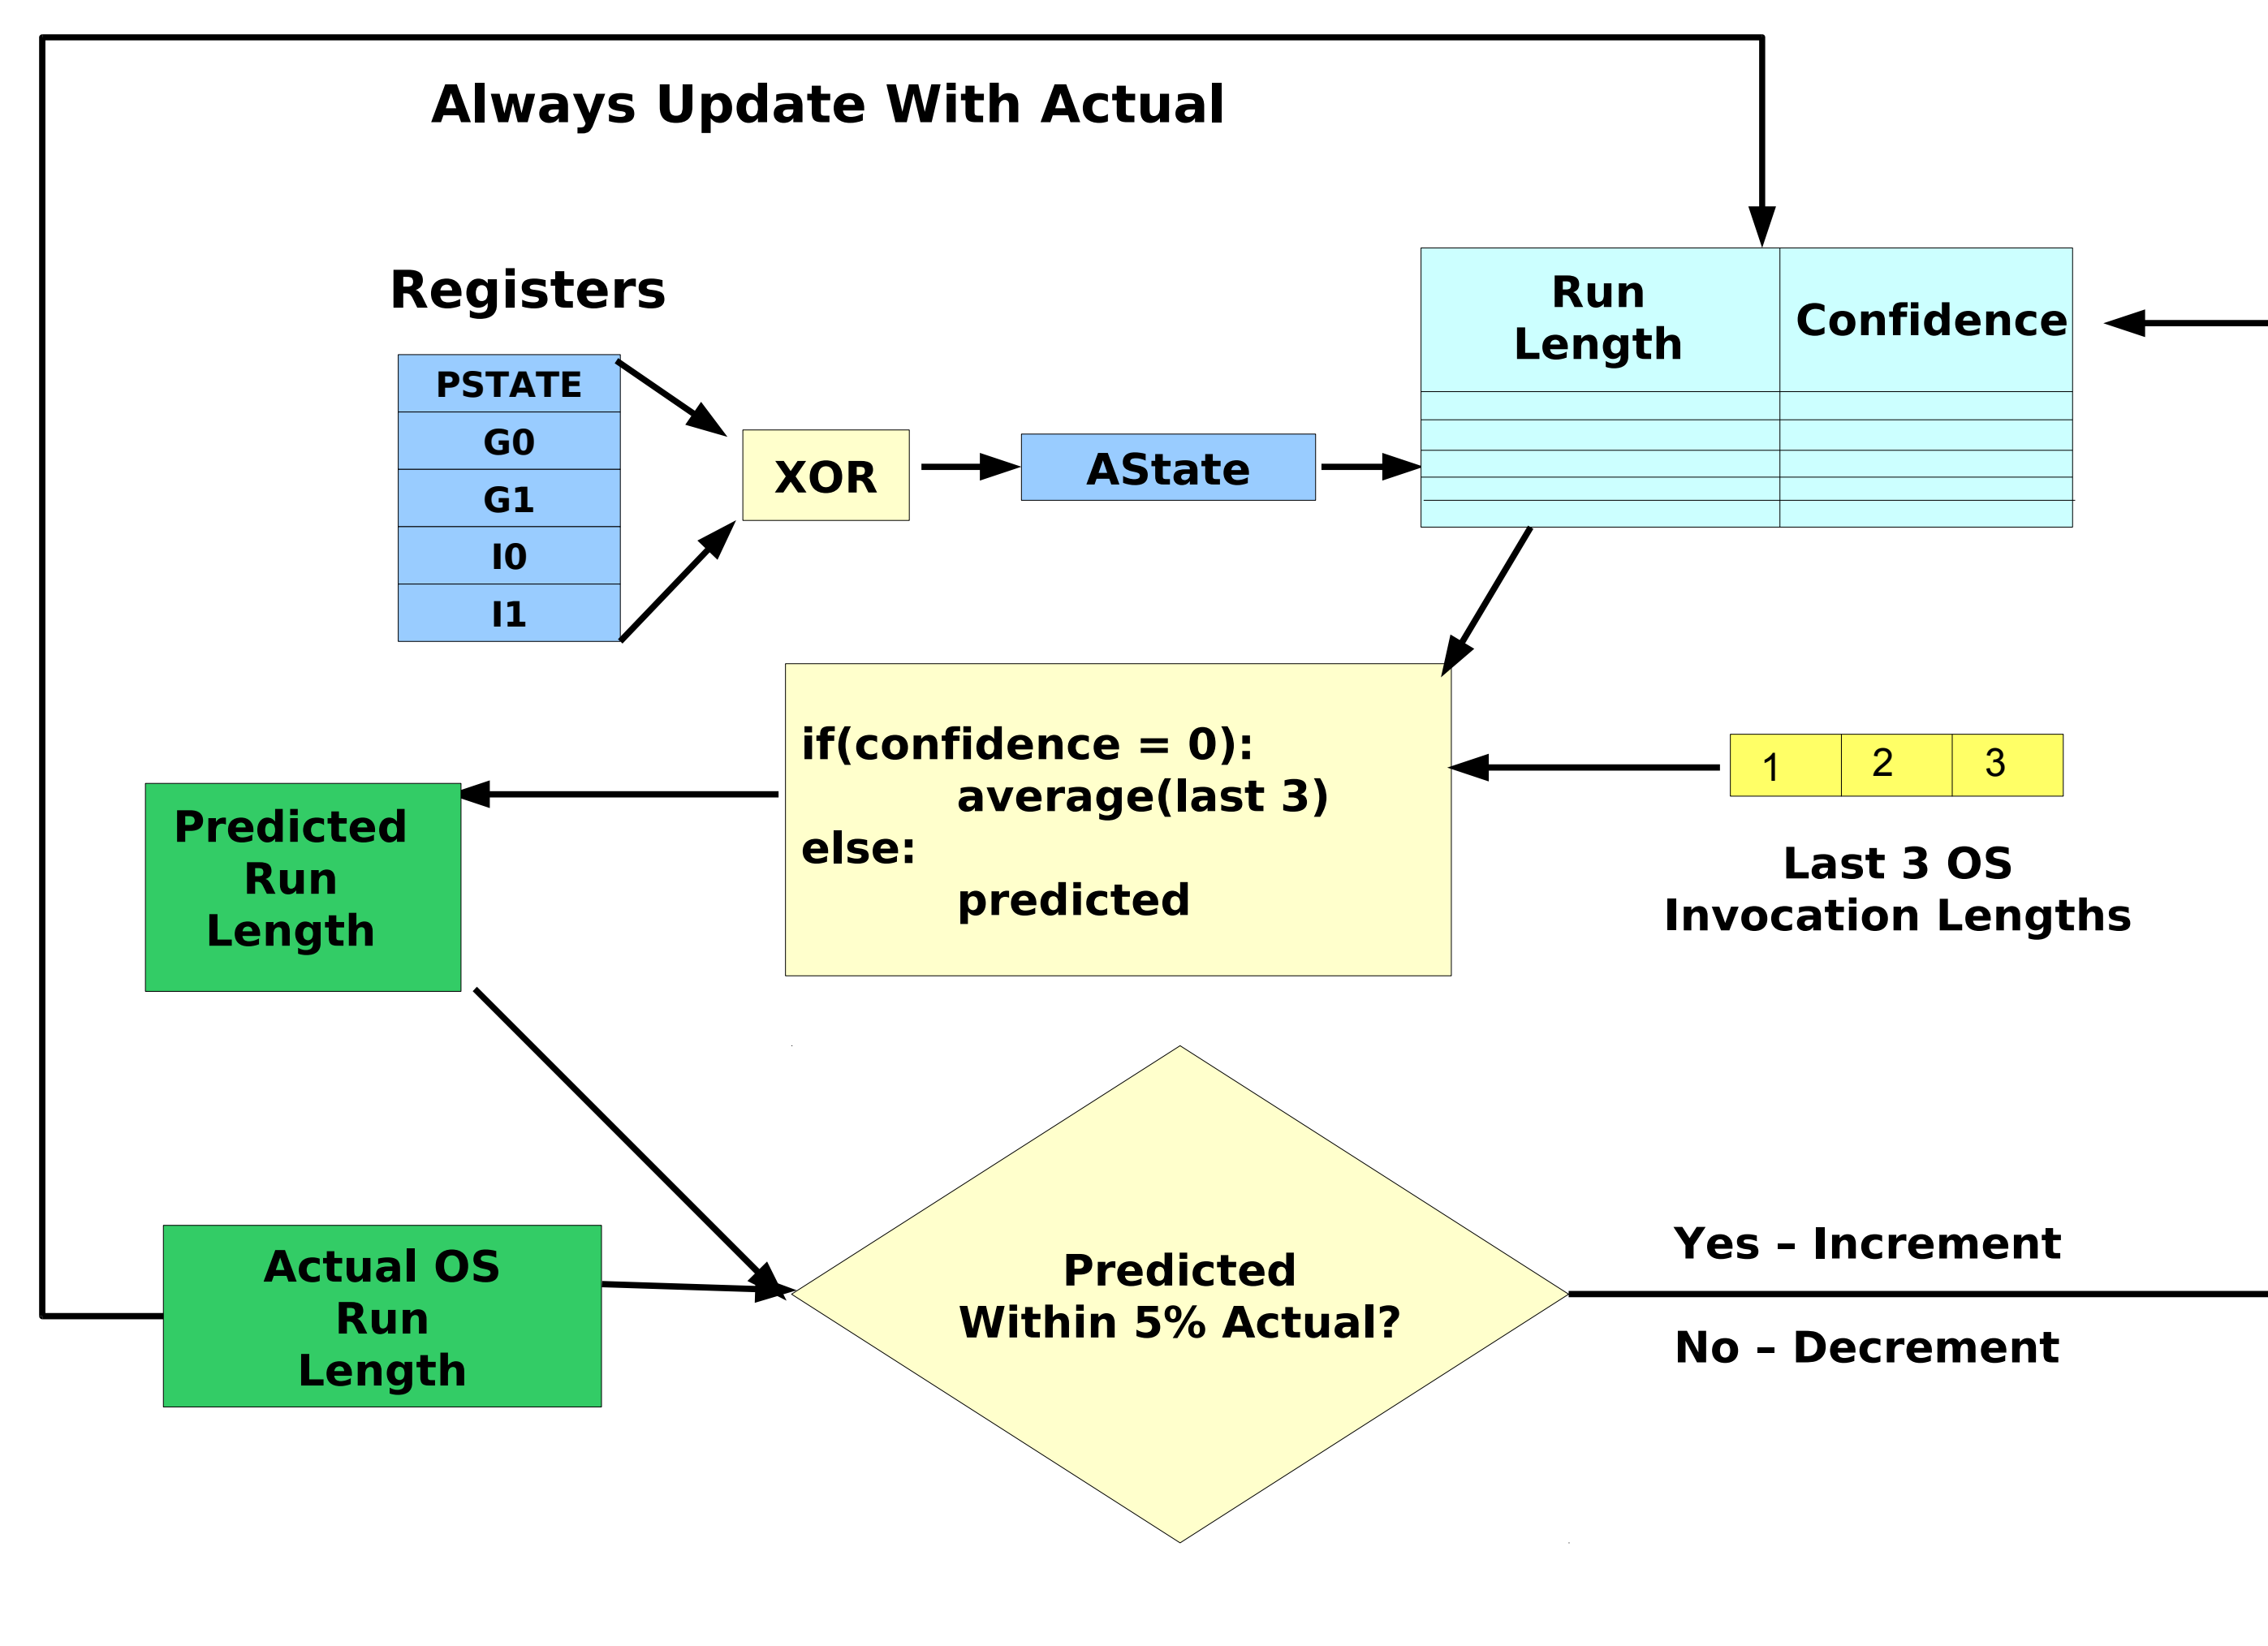 Always Update With Actual
Registers
PSTATE
G0
G1
I0
I1
XOR
AState
Run
Length
Confidence
if(confidence = 0):
average(last 3)
else:
predicted
1
2
3
Last 3 OS
Invocation Lengths
Predicted
Run
Length
Actual OS
Run
Length
Predicted
Within 5% Actual?
Yes – Increment
No – Decrement